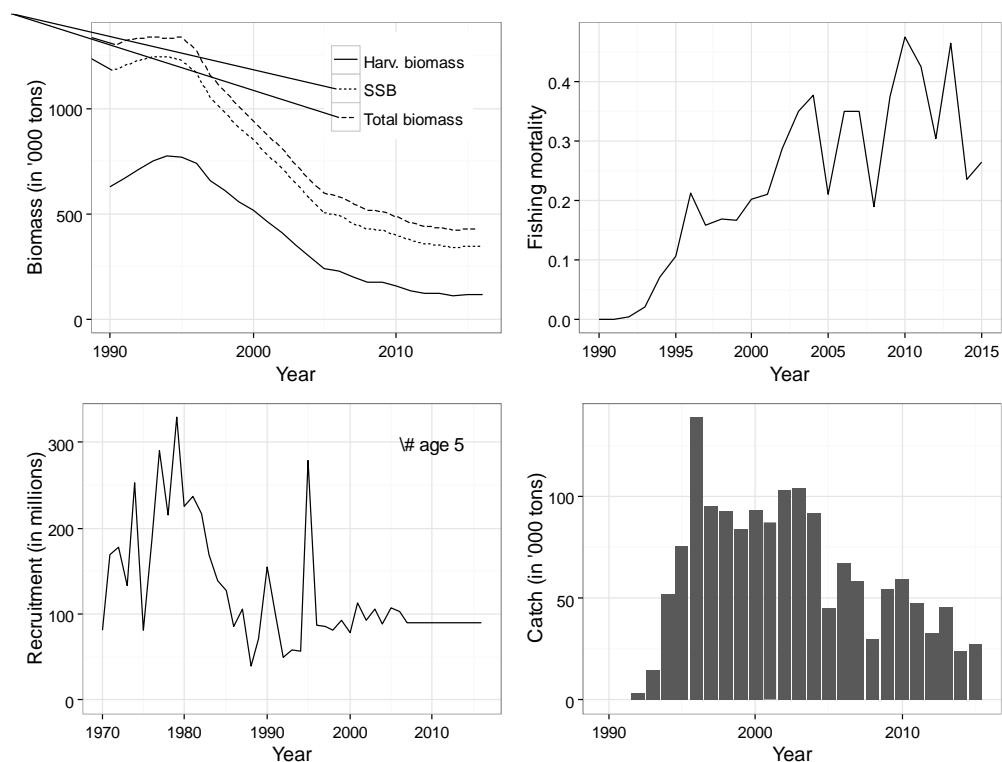 Biomass (in '000 tons)
1000
500
0
Harv. biomass
SSB
Total biomass
1990 2000 2010
Year
Fishing mortality
0.4
0.3
0.2
0.1
0.0
1990 1995 2000 2005 2010 2015
Year
Recruitment (in millions)
300
200
100
0
\# age 5
1970 1980 1990 2000 2010
Year
Catch (in '000 tons)
100
50
0
1990 2000 2010
Year